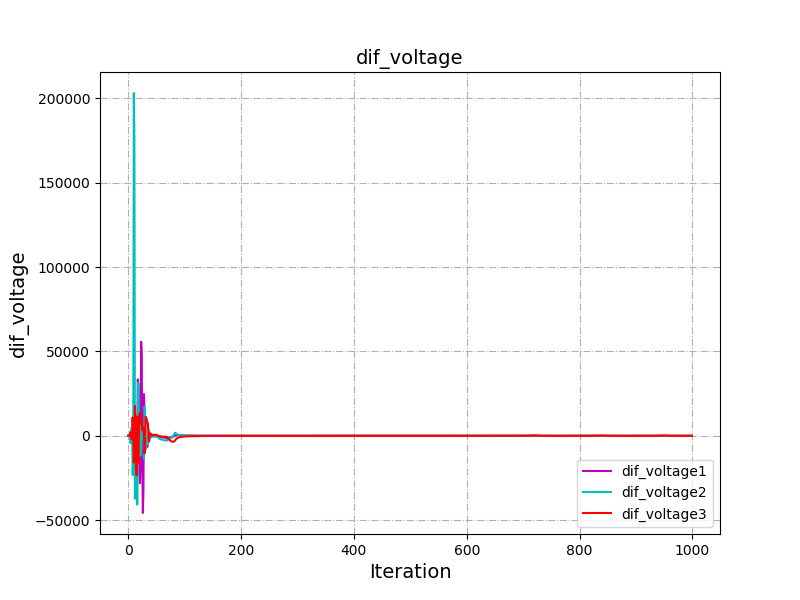 dif_voltage
dif_voltage
200000
150000
100000
50000
0
−50000
0 200 400 600 800 1000
Iteration
dif_voltage1
dif_voltage2
dif_voltage3